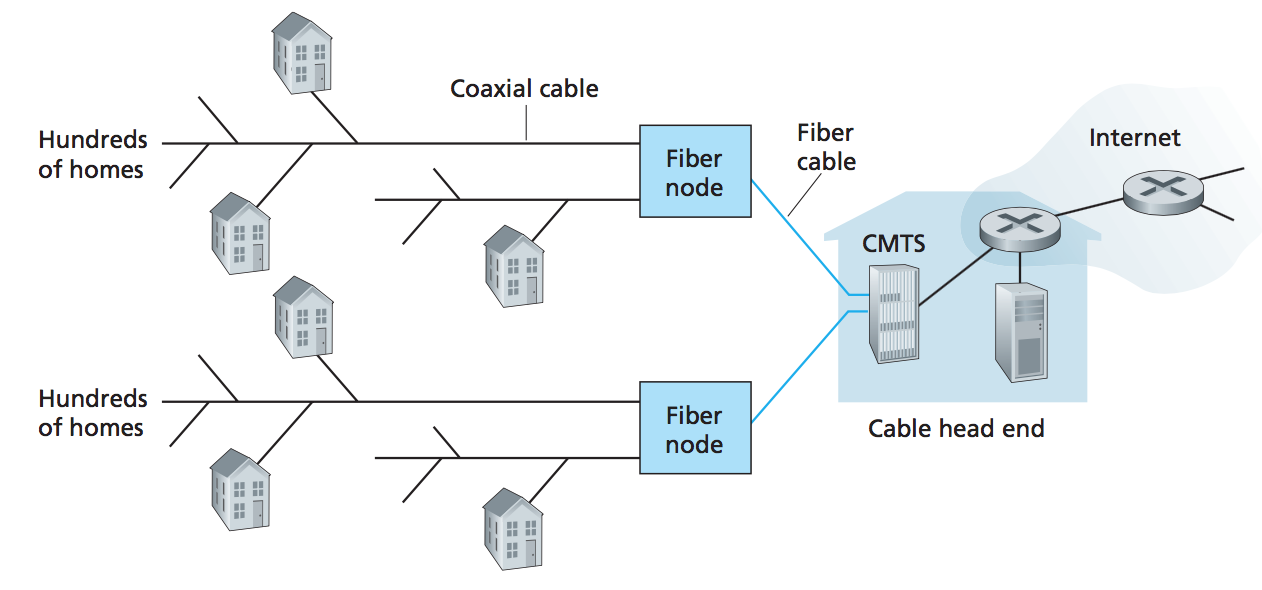 Coaxial cable
Hundreds
of homes
Fiber
node
Fiber
cable
Internet
CMTS
Hundreds
of homes
Fiber
node
Cable head end